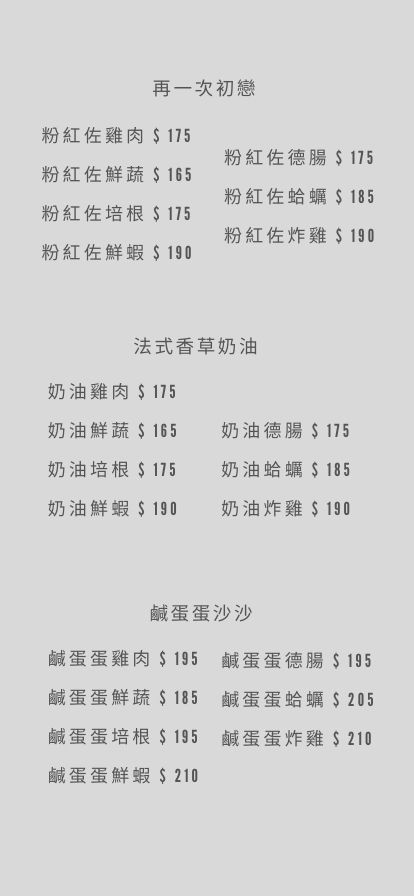 再一次初戀
粉紅佐雞肉 $ 175
粉紅佐鮮蔬 $ 165
粉紅佐培根 $ 175
粉紅佐鮮蝦 $ 190
粉紅佐德腸 $ 175
粉紅佐蛤蠣 $ 185
粉紅佐炸雞 $ 190
法式香草奶油
奶油雞肉 $ 175
奶油鮮蔬 $ 165
奶油培根 $ 175
奶油鮮蝦 $ 190
奶油德腸 $ 175
奶油蛤蠣 $ 185
奶油炸雞 $ 190
鹹蛋蛋沙沙
鹹蛋蛋雞肉 $ 195
鹹蛋蛋鮮蔬 $ 185
鹹蛋蛋培根 $ 195
鹹蛋蛋鮮蝦 $ 210
鹹蛋蛋德腸 $ 195
鹹蛋蛋蛤蠣 $ 205
鹹蛋蛋炸雞 $ 210